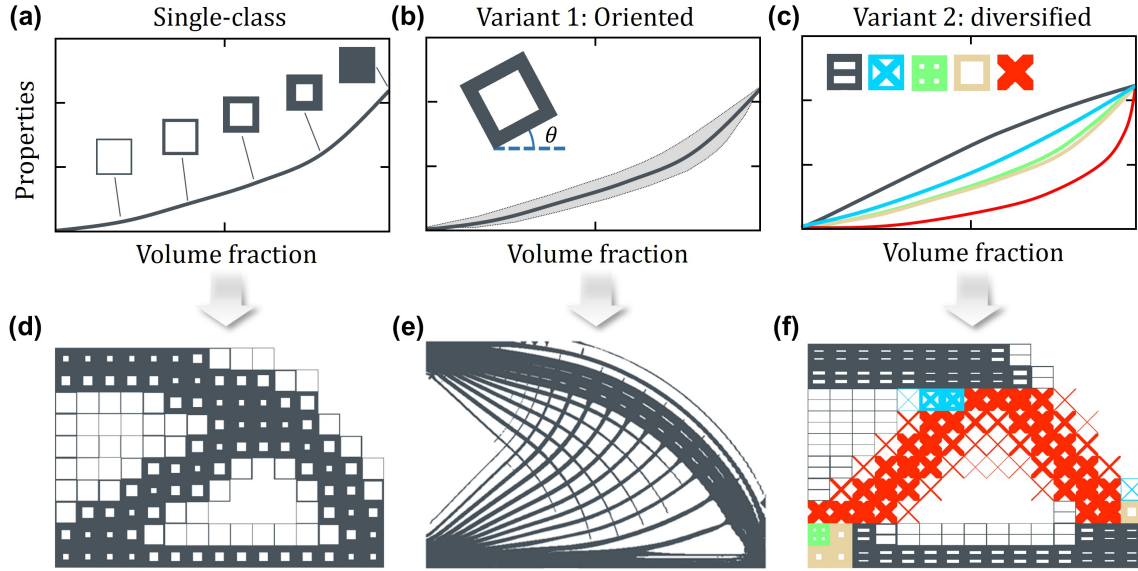 (a) Single-class
(b) Variant 1: Oriented
(c) Variant 2: diversified
Properties
θ
Volume fraction
Volume fraction
Volume fraction
(d)
(e)
(f)